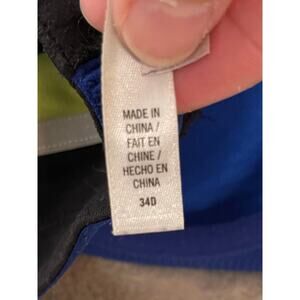 MADE IN
CHINA /
FAIT EN
CHINE /
HECHO EN
CHINA
34D